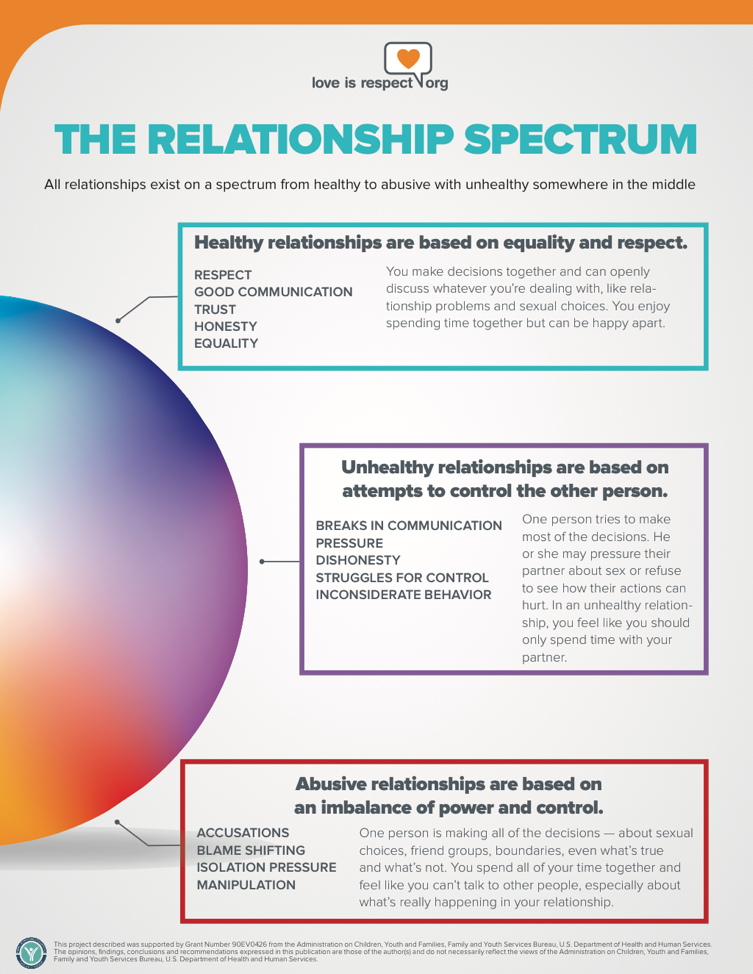 love is respect org
THE RELATIONSHIP SPECTRUM
All relationships exist on a spectrum from healthy to abusive with unhealthy somewhere in the middle
Healthy relationships are based on equality and respect.
RESPECT
GOOD COMMUNICATION
TRUST
HONESTY
EQUALITY
You make decisions together and can openly
discuss whatever you're dealing with, like rela-
tionship problems and sexual choices. You enjoy
spending time together but can be happy apart.
Unhealthy relationships are based on
attempts to control the other person.
BREAKS IN COMMUNICATION
PRESSURE
DISHONESTY
STRUGGLES FOR CONTROL
INCONSIDERATE BEHAVIOR
One person tries to make
most of the decisions. He
or she may pressure their
partner about sex or refuse
to see how their actions can
hurt. In an unhealthy relation-
ship, you feel like you should
only spend time with your
partner.
Abusive relationships are based on
an imbalance of power and control.
ACCUSATIONS
BLAME SHIFTING
ISOLATION PRESSURE
MANIPULATION
One person is making all of the decisions — about sexual
choices, friend groups, boundaries, even what's true
and what's not. You spend all of your time together and
feel like you can't talk to other people, especially about
what's really happening in your relationship.
This project described was supported by Grant Number 90EV0426 from the Administration on Children, Youth and Families, Family and Youth Services Bureau, U.S. Department of Health and Human Services.
The opinions, findings, conclusions and recommendations expressed in this publication are those of the author(s) and do not necessarily reflect the views of the Administration on Children, Youth and Families,
Family and Youth Services Bureau, U.S. Department of Health and Human Services.